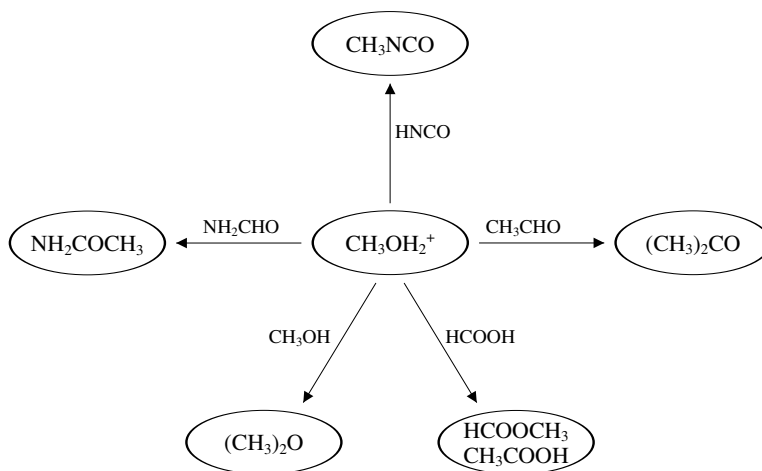 CH₃NCO
HNCO
NH₂COCH₃
NH₂CHO
CH₃OH₂⁺
CH₃CHO
(CH₃)₂CO
CH₃OH
HCOOH
(CH₃)₂O
HCOOCH₃
CH₃COOH